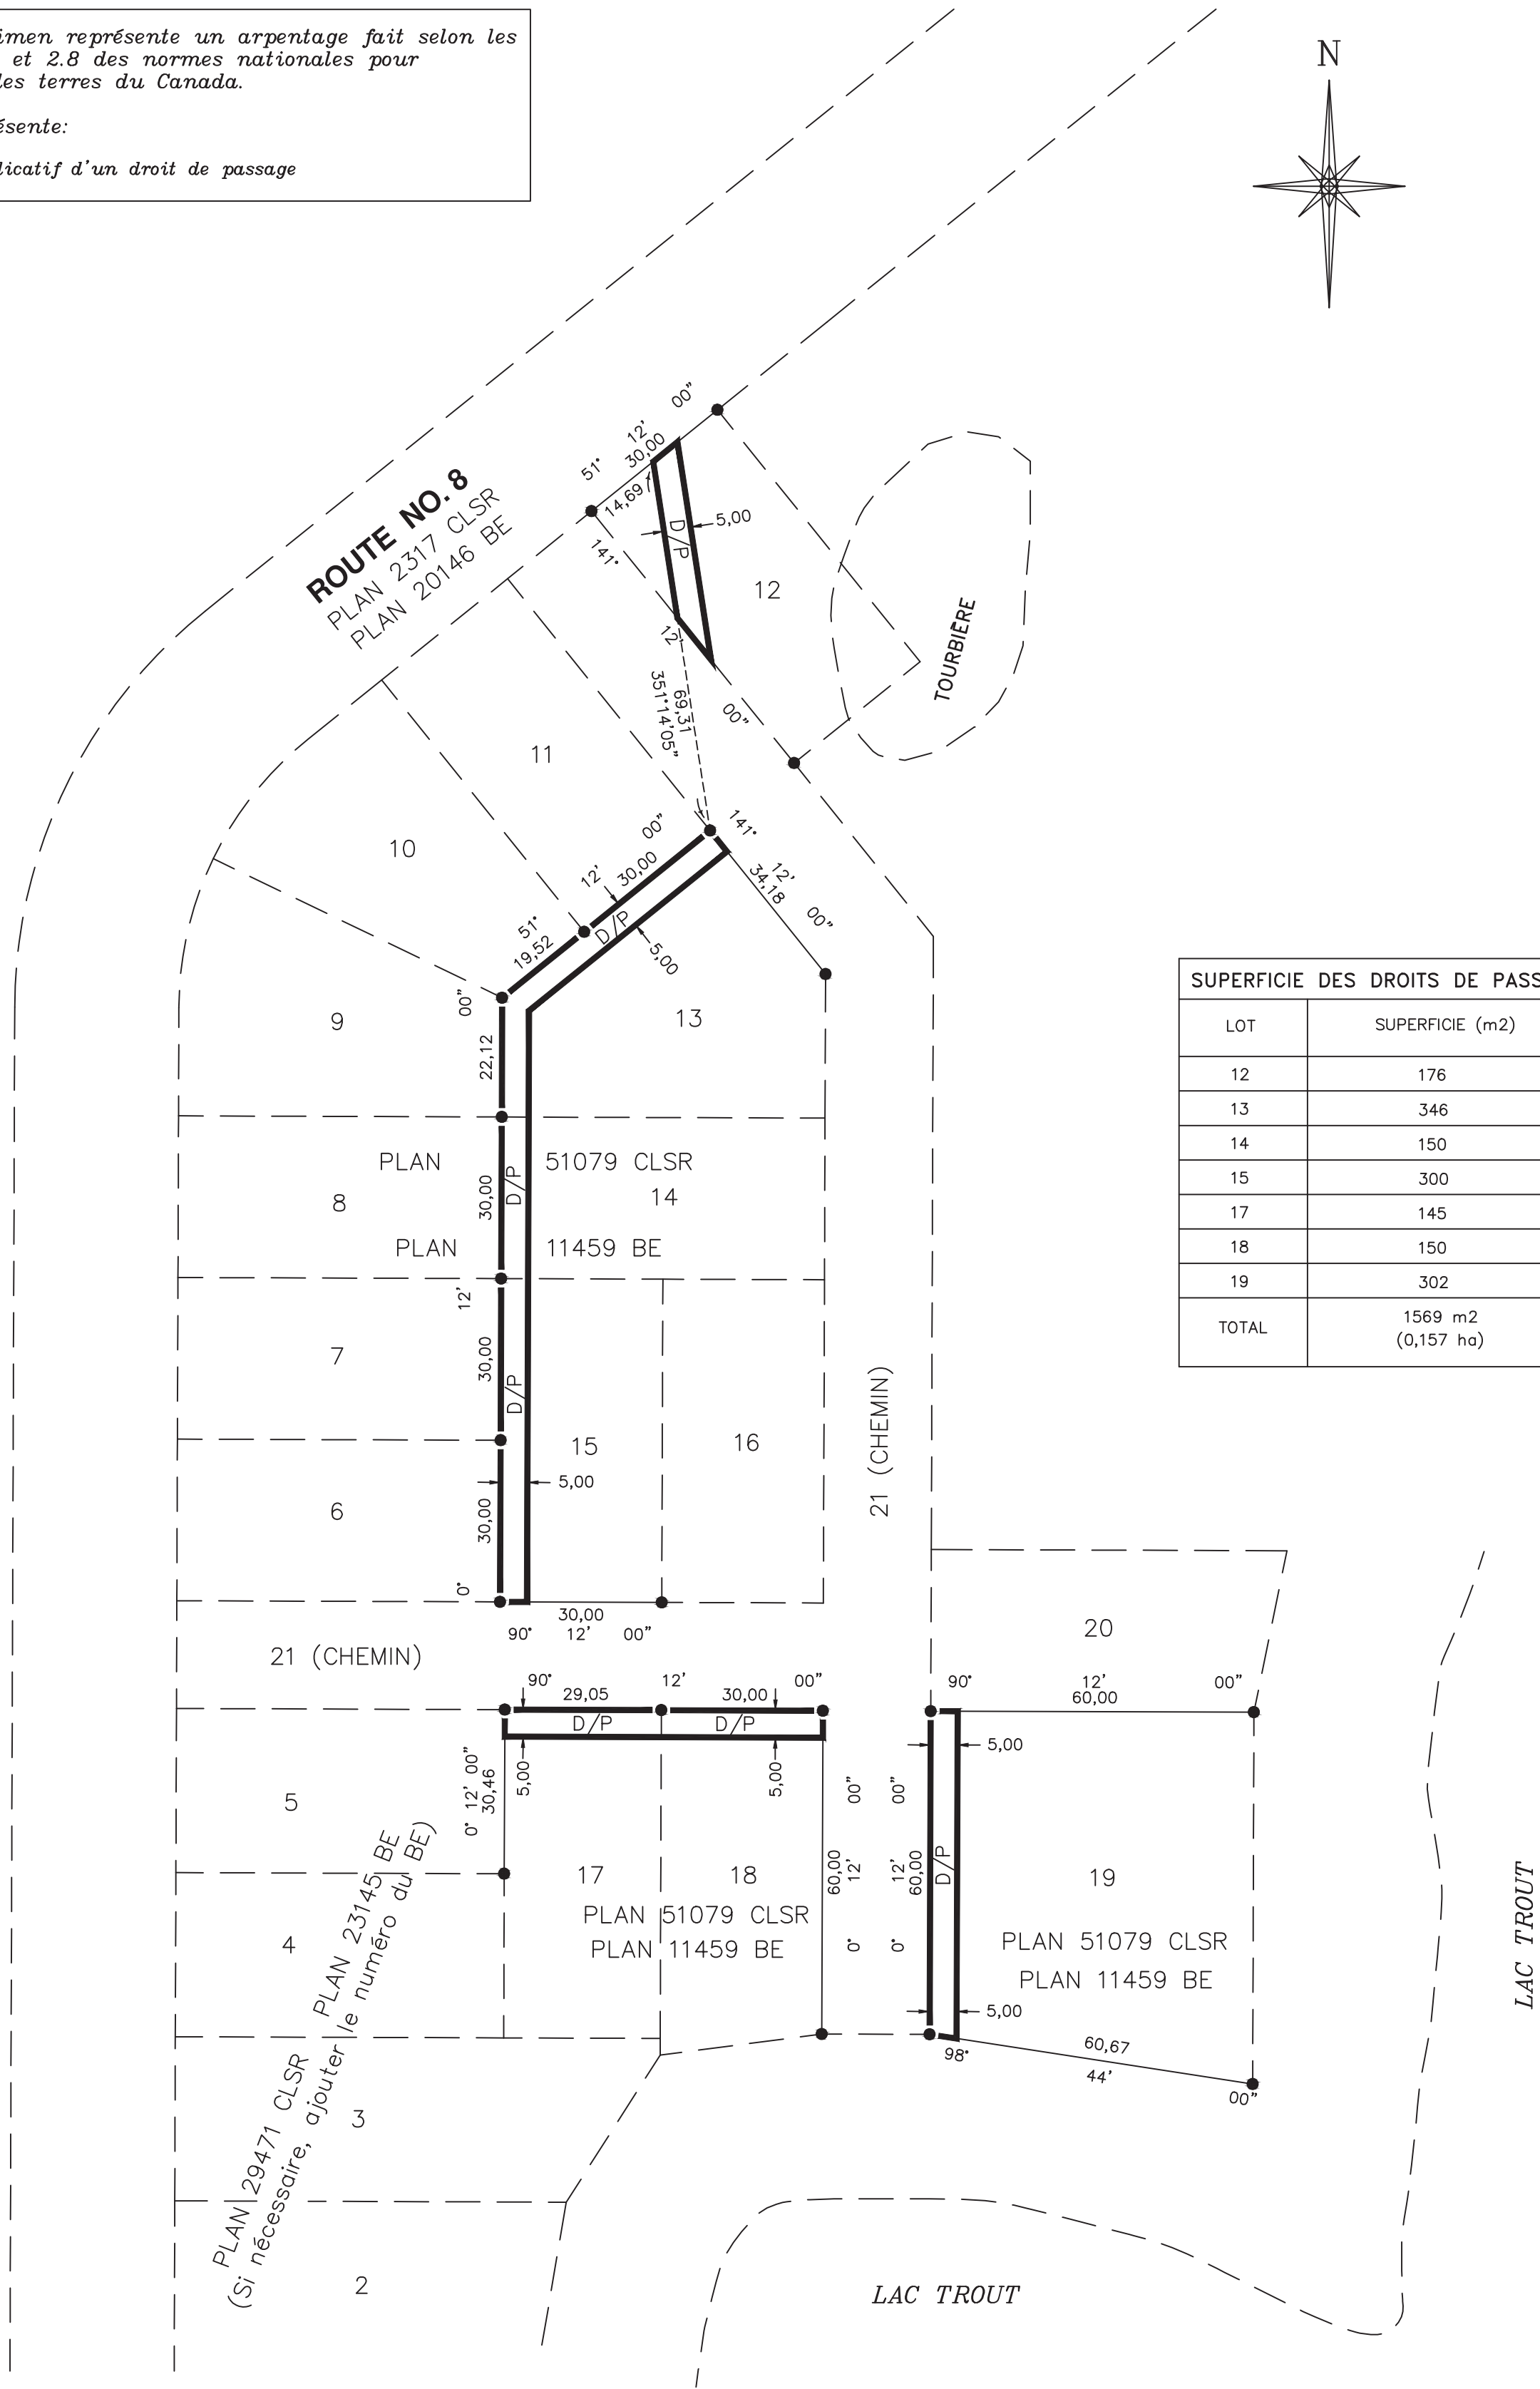 représente un arpentage fait selon les
et 2.8 des normes nationales pour
terres du Canada.
d'un droit de passage
N
ROUTE NO. 8
PLAN 2317 CLSR
PLAN 20146 BE
51° 12' 00"
30,00
14,69
D/P
5,00
12
141° 12' 00"
TOURBIÈRE
69,31
351°14'05"
11
10
141° 12' 00"
34,18
51° 12' 00"
30,00
19,52
D/P
5,00
9
00"
22,12
13
PLAN 51079 CLSR
8
30,00
D/P
14
PLAN 11459 BE
12'
7
30,00
D/P
15
16
21 (CHEMIN)
6
30,00
5,00
0°
30,00
90° 12' 00"
SUPERFICIE DES DROITS DE
LOT SUPERFICIE (m2)
12 176
13 346
14 150
15 300
17 145
18 150
19 302
TOTAL 1569 m2
(0,157 ha)
21 (CHEMIN)
20
90° 12' 00"
29,05 30,00
D/P D/P
5,00 5,00
90° 12' 00"
60,00
5,00
5
0° 12' 00"
30,46
17
18
PLAN 51079 CLSR
PLAN 11459 BE
60,00
0° 12' 00"
0° 12' 00"
60,00
D/P
19
PLAN 51079 CLSR
PLAN 11459 BE
5,00
60,67
98° 44' 00"
4
3
2
PLAN 29471 CLSR PLAN 23145 BE
(Si nécessaire, ajouter le numéro du BE)
LAC TROUT
LAC TROUT